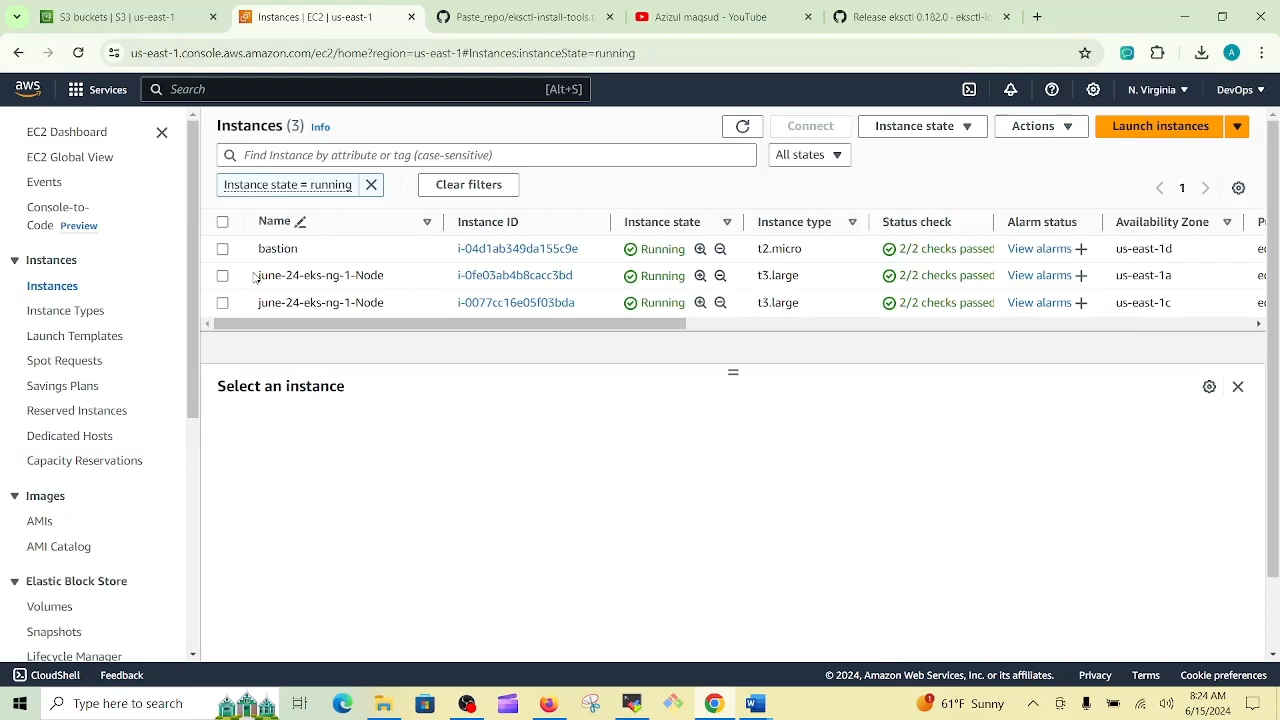 S3 buckets | S3 | us-east-1
Instances | EC2 | us-east-1
Paster_repo/eksctl-install-tools.t
Azizul maqsud - YouTube
Release eksctl 0.182.0 · eksctl-io
us-east-1.console.aws.amazon.com/ec2/home?region=us-east-1#Instances:instanceState=running
A
aws
Services
Search
[Alt+S]
N. Virginia
DevOps
EC2 Dashboard
EC2 Global View
Events
Console-to-
Code Preview
Instances
Instances
Instance Types
Launch Templates
Spot Requests
Savings Plans
Reserved Instances
Dedicated Hosts
Capacity Reservations
Images
AMIs
AMI Catalog
Elastic Block Store
Volumes
Snapshots
Lifecycle Manager
Instances (3) Info
Connect
Instance state
Actions
Launch instances
Find Instance by attribute or tag (case-sensitive)
All states
Instance state = running
Clear filters
1
Name Instance ID Instance state Instance type Status check Alarm status Availability Zone
bastion i-04d1ab349da155c9e Running t2.micro 2/2 checks passed View alarms us-east-1d
june-24-eks-ng-1-Node i-0fe03ab4b8cacc3bd Running t3.large 2/2 checks passed View alarms us-east-1a
june-24-eks-ng-1-Node i-0077cc16e05f03bda Running t3.large 2/2 checks passed View alarms us-east-1c
Select an instance
CloudShell
Feedback
© 2024, Amazon Web Services, Inc. or its affiliates.
Privacy
Terms
Cookie preferences
Type here to search
1
61°F Sunny
8:24 AM
6/15/2024